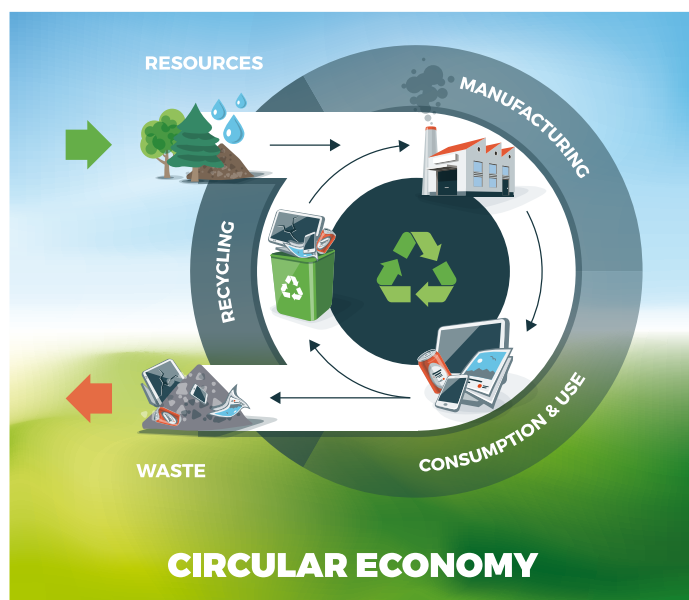 RESOURCES
MANUFACTURING
RECYCLING
CONSUMPTION & USE
WASTE
CIRCULAR ECONOMY